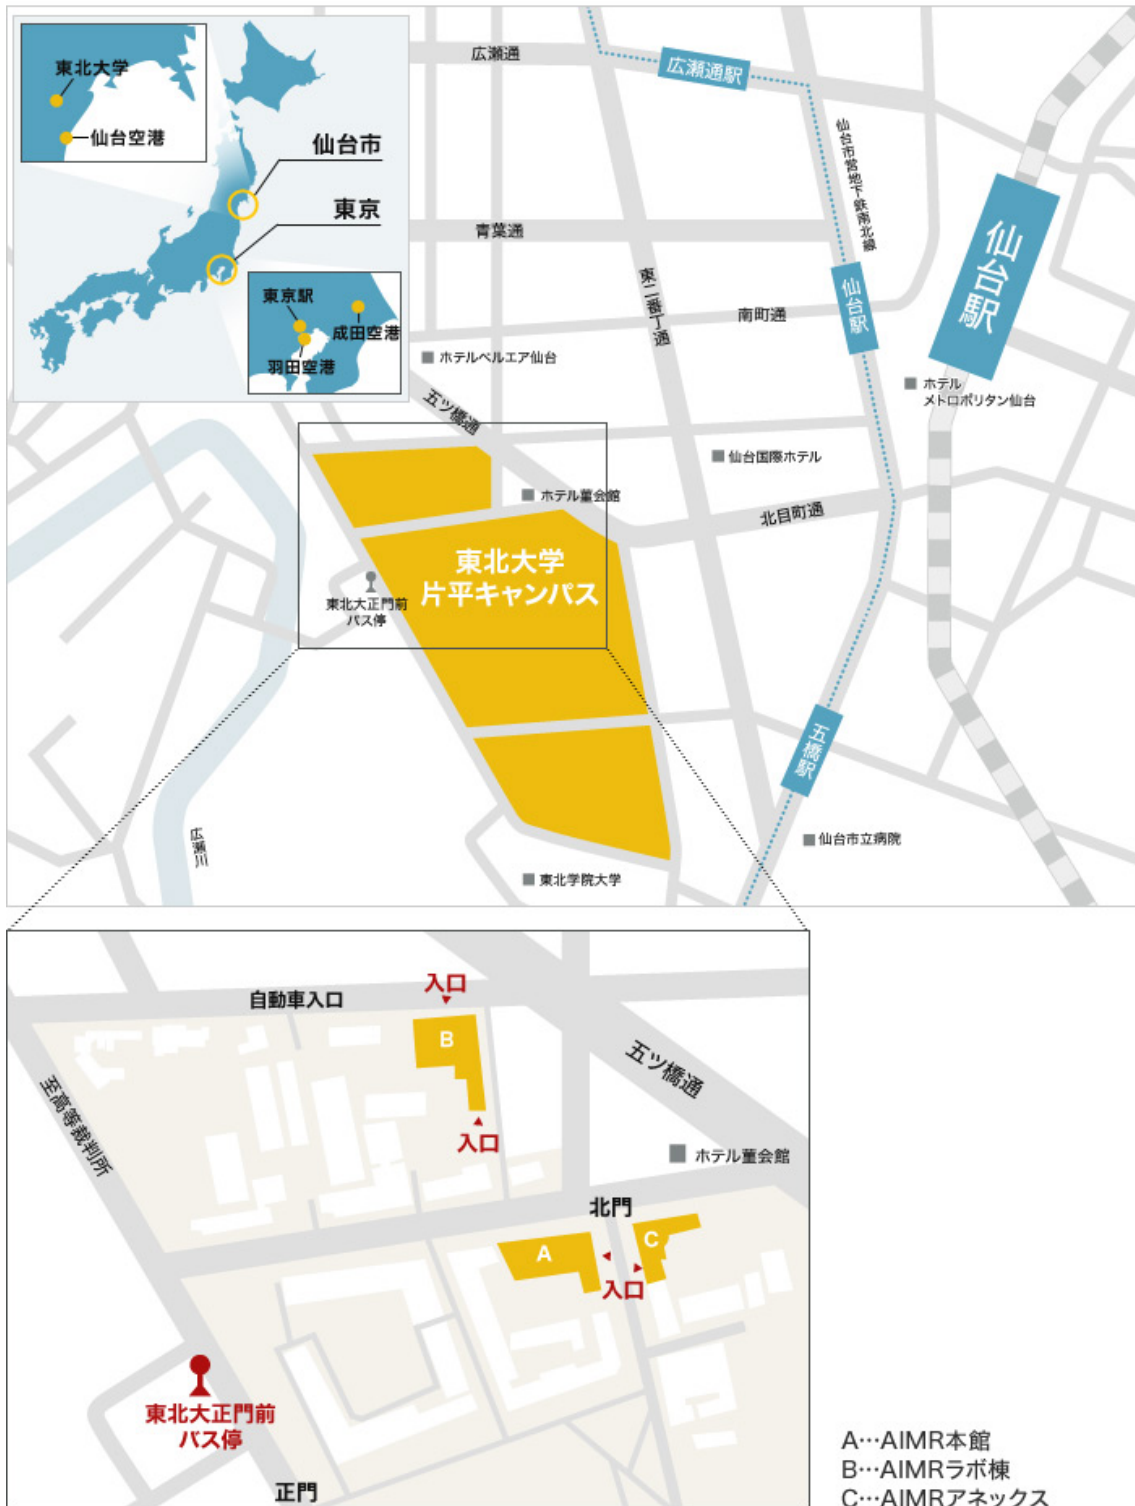 東北大学
仙台空港
仙台市
東京
東京駅
成田空港
羽田空港
広瀬通
広瀬通駅
仙台市営地下鉄南北線
仙台駅
青葉通
東二番丁通
仙台駅
南町通
ホテルベルエア仙台
ホテル
メトロポリタン仙台
五ツ橋通
仙台国際ホテル
ホテル菫会館
北目町通
東北大学
片平キャンパス
東北大正門前
バス停
五橋駅
広瀬川
仙台市立病院
東北学院大学
入口
自動車入口
B
五ツ橋通
至高等裁判所
入口
ホテル菫会館
北門
A
C
入口
東北大正門前
バス停
正門
A…AIMR本館
B…AIMRラボ棟
C…AIMRアネックス